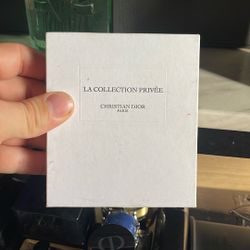 LA COLLECTION PRIVÉE
CHRISTIAN DIOR
PARIS